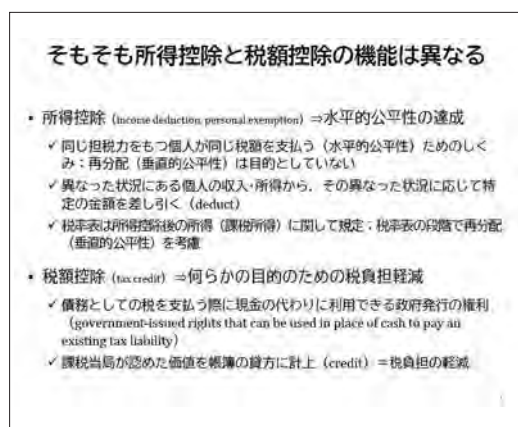 そもそも所得控除と税額控除の機能は異なる
• 所得控除 (income deduction, personal exemption) ⇒水平的公平性の達成
✓ 同じ担税力をもつ個人が同じ税額を支払う（水平的公平性）ためのしく
み：再分配（垂直的公平性）は目的としていない
✓ 異なった状況にある個人の収入・所得から，その異なった状況に応じて特
定の金額を差し引く（deduct）
✓ 税率表は所得控除後の所得（課税所得）に関して規定；税率表の段階で再分配
（垂直的公平性）を考慮
• 税額控除 (tax credit) ⇒何らかの目的のための税負担軽減
✓ 債務としての税を支払う際に現金の代わりに利用できる政府発行の権利
（government-issued rights that can be used in place of cash to pay an
existing tax liability）
✓ 課税当局が認めた価値を帳簿の貸方に計上（credit）＝税負担の軽減